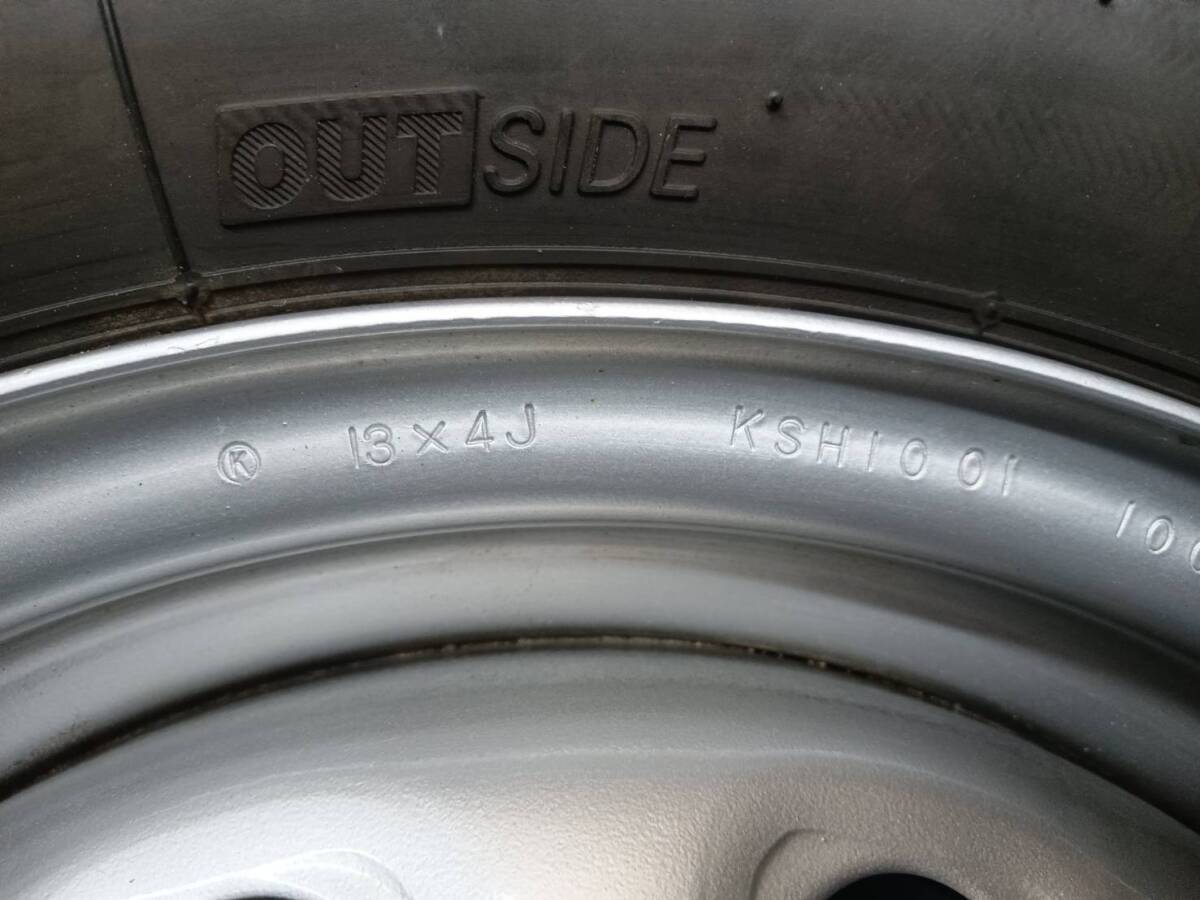 OUTSIDE
Ⓚ 13×4J KSH1001